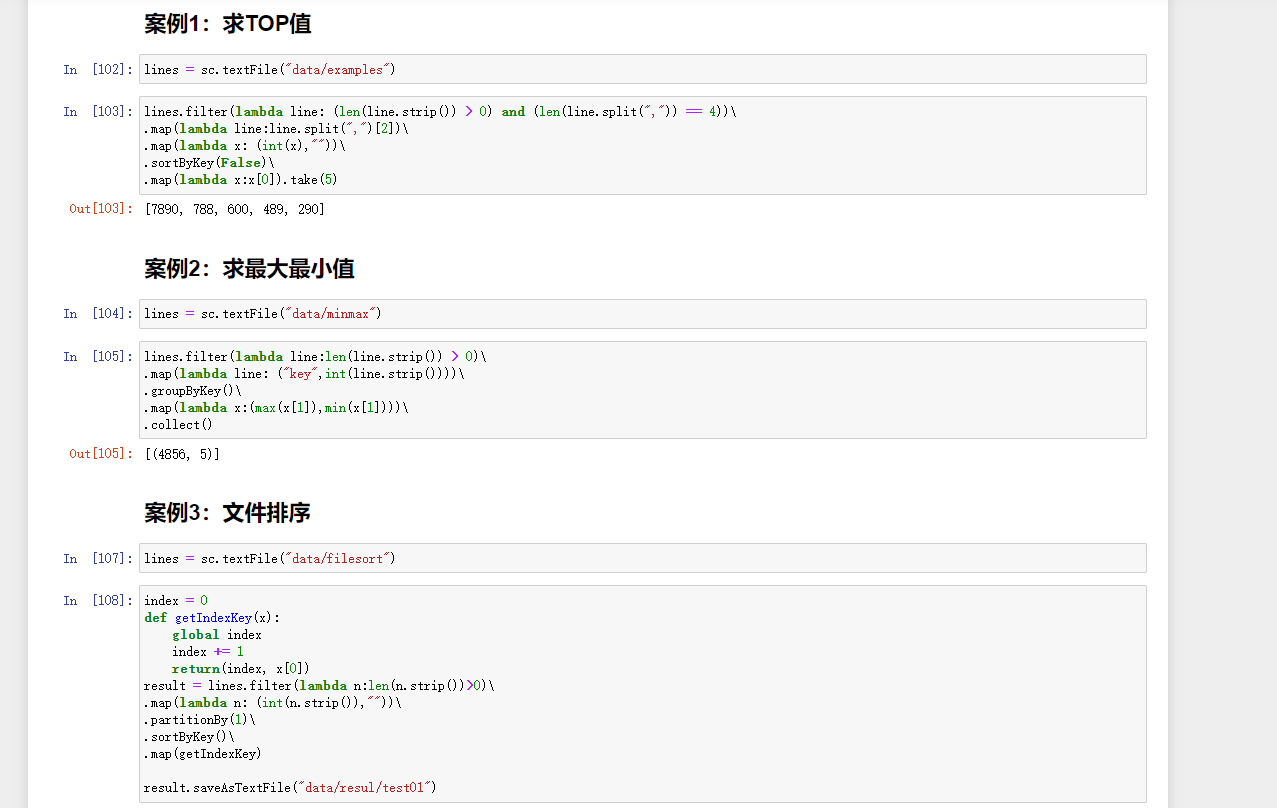 案例1：求TOP值
In [102]: lines = sc.textFile("data/examples")
In [103]: lines.filter(lambda line: (len(line.strip()) > 0) and (len(line.split(",")) == 4))\
.map(lambda line:line.split(",")[2])\
.map(lambda x: (int(x),""))\
.sortByKey(False)\
.map(lambda x:x[0]).take(5)
Out[103]: [7890, 788, 600, 489, 290]
案例2：求最大最小值
In [104]: lines = sc.textFile("data/minmax")
In [105]: lines.filter(lambda line:len(line.strip()) > 0)\
.map(lambda line: ("key",int(line.strip())))\
.groupByKey()\
.map(lambda x:(max(x[1]),min(x[1])))\
.collect()
Out[105]: [(4856, 5)]
案例3：文件排序
In [107]: lines = sc.textFile("data/filesort")
In [108]: index = 0
def getIndexKey(x):
    global index
    index += 1
    return(index, x[0])
result = lines.filter(lambda n:len(n.strip())>0)\
.map(lambda n: (int(n.strip()),""))\
.partitionBy(1)\
.sortByKey()\
.map(getIndexKey)
result.saveAsTextFile("data/resul/test01")